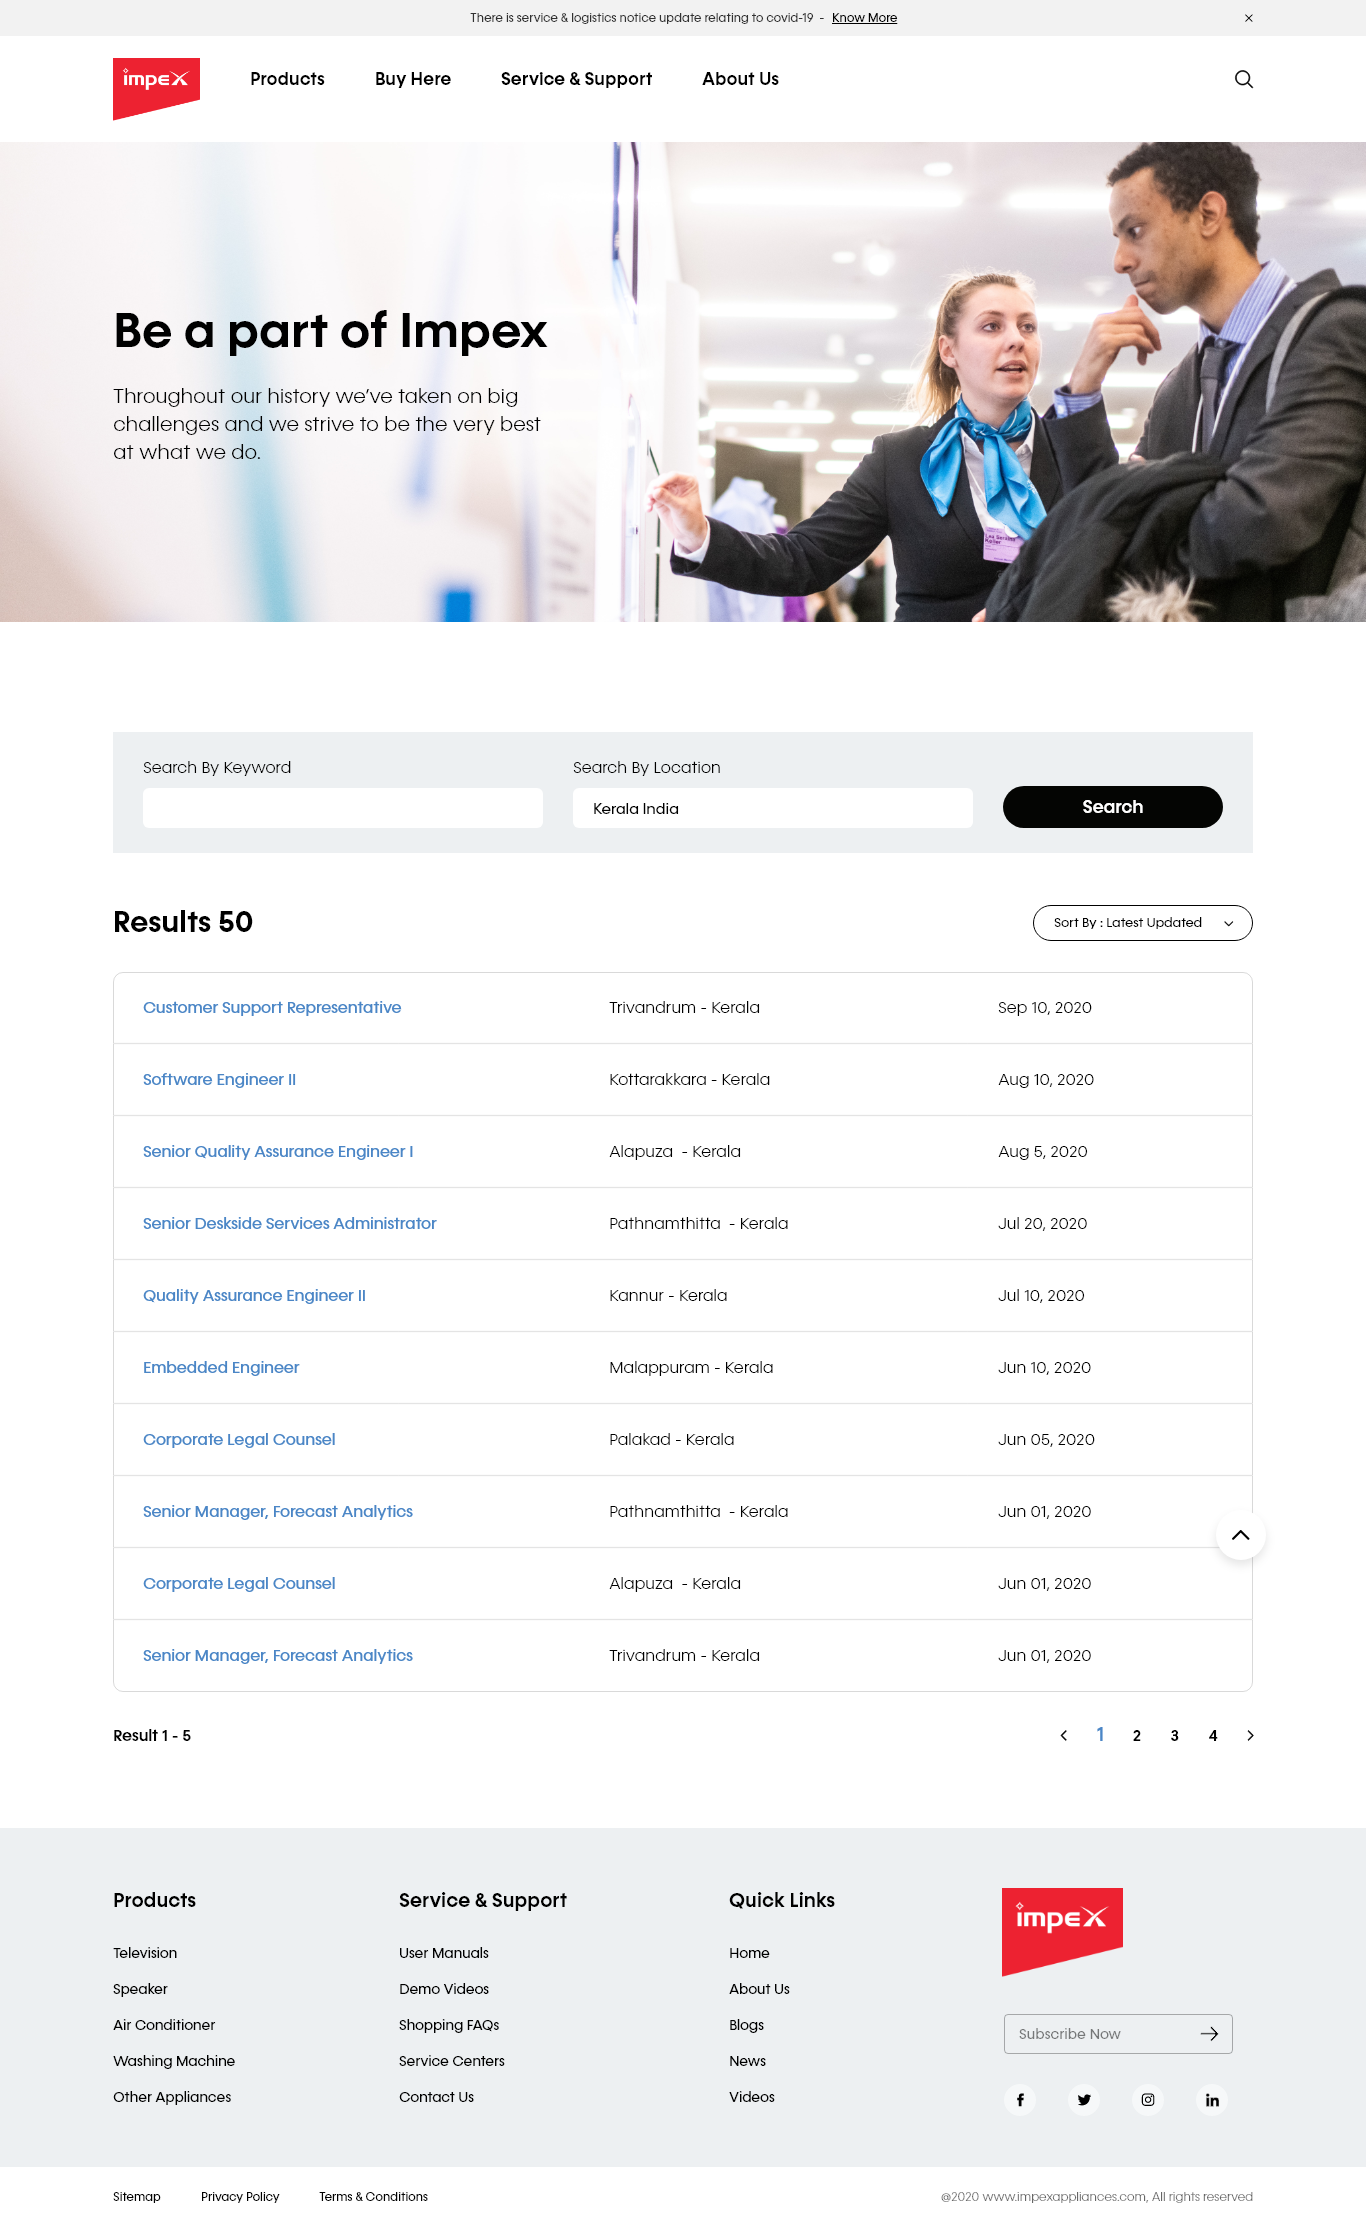 There is service & logistics notice update relating to covid-19 - Know More
impex
Products Buy Here Service & Support About Us
Be a part of Impex
Throughout our history we’ve taken on big
challenges and we strive to be the very best
at what we do.
Search By Keyword
Search By Location
Kerala India
Search
Results 50
Sort By : Latest Updated
Customer Support Representative Trivandrum - Kerala Sep 10, 2020
Software Engineer II Kottarakkara - Kerala Aug 10, 2020
Senior Quality Assurance Engineer I Alapuza - Kerala Aug 5, 2020
Senior Deskside Services Administrator Pathnamthitta - Kerala Jul 20, 2020
Quality Assurance Engineer II Kannur - Kerala Jul 10, 2020
Embedded Engineer Malappuram - Kerala Jun 10, 2020
Corporate Legal Counsel Palakad - Kerala Jun 05, 2020
Senior Manager, Forecast Analytics Pathnamthitta - Kerala Jun 01, 2020
Corporate Legal Counsel Alapuza - Kerala Jun 01, 2020
Senior Manager, Forecast Analytics Trivandrum - Kerala Jun 01, 2020
Result 1 - 5
1 2 3 4
Products
Television
Speaker
Air Conditioner
Washing Machine
Other Appliances
Service & Support
User Manuals
Demo Videos
Shopping FAQs
Service Centers
Contact Us
Quick Links
Home
About Us
Blogs
News
Videos
impex
Subscribe Now
Sitemap Privacy Policy Terms & Conditions
@2020 www.impexappliances.com, All rights reserved